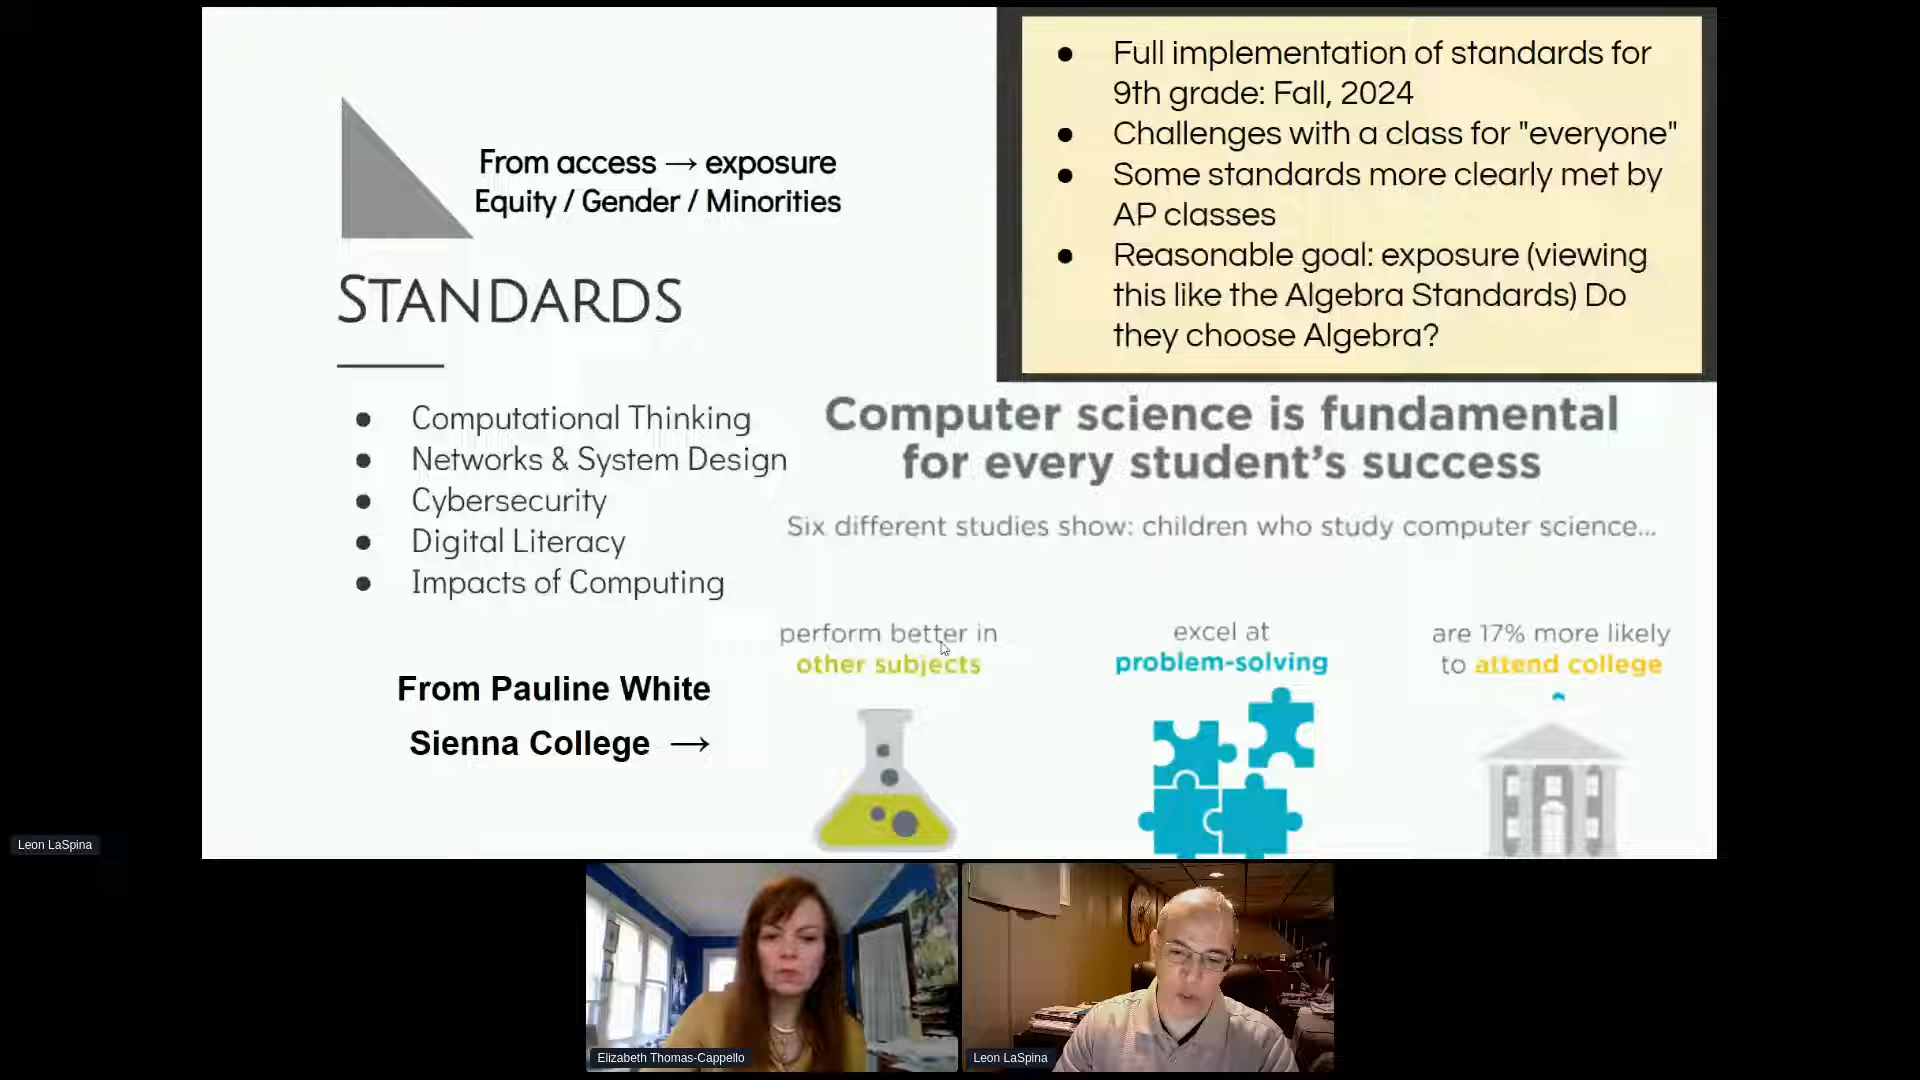 From access → exposure
Equity / Gender / Minorities
STANDARDS
● Computational Thinking
● Networks & System Design
● Cybersecurity
● Digital Literacy
● Impacts of Computing
From Pauline White
Sienna College →
● Full implementation of standards for
9th grade: Fall, 2024
● Challenges with a class for "everyone"
● Some standards more clearly met by
AP classes
● Reasonable goal: exposure (viewing
this like the Algebra Standards) Do
they choose Algebra?
Computer science is fundamental
for every student's success
Six different studies show: children who study computer science...
perform better in
other subjects
excel at
problem-solving
are 17% more likely
to attend college
Leon LaSpina
Elizabeth Thomas-Cappello
Leon LaSpina